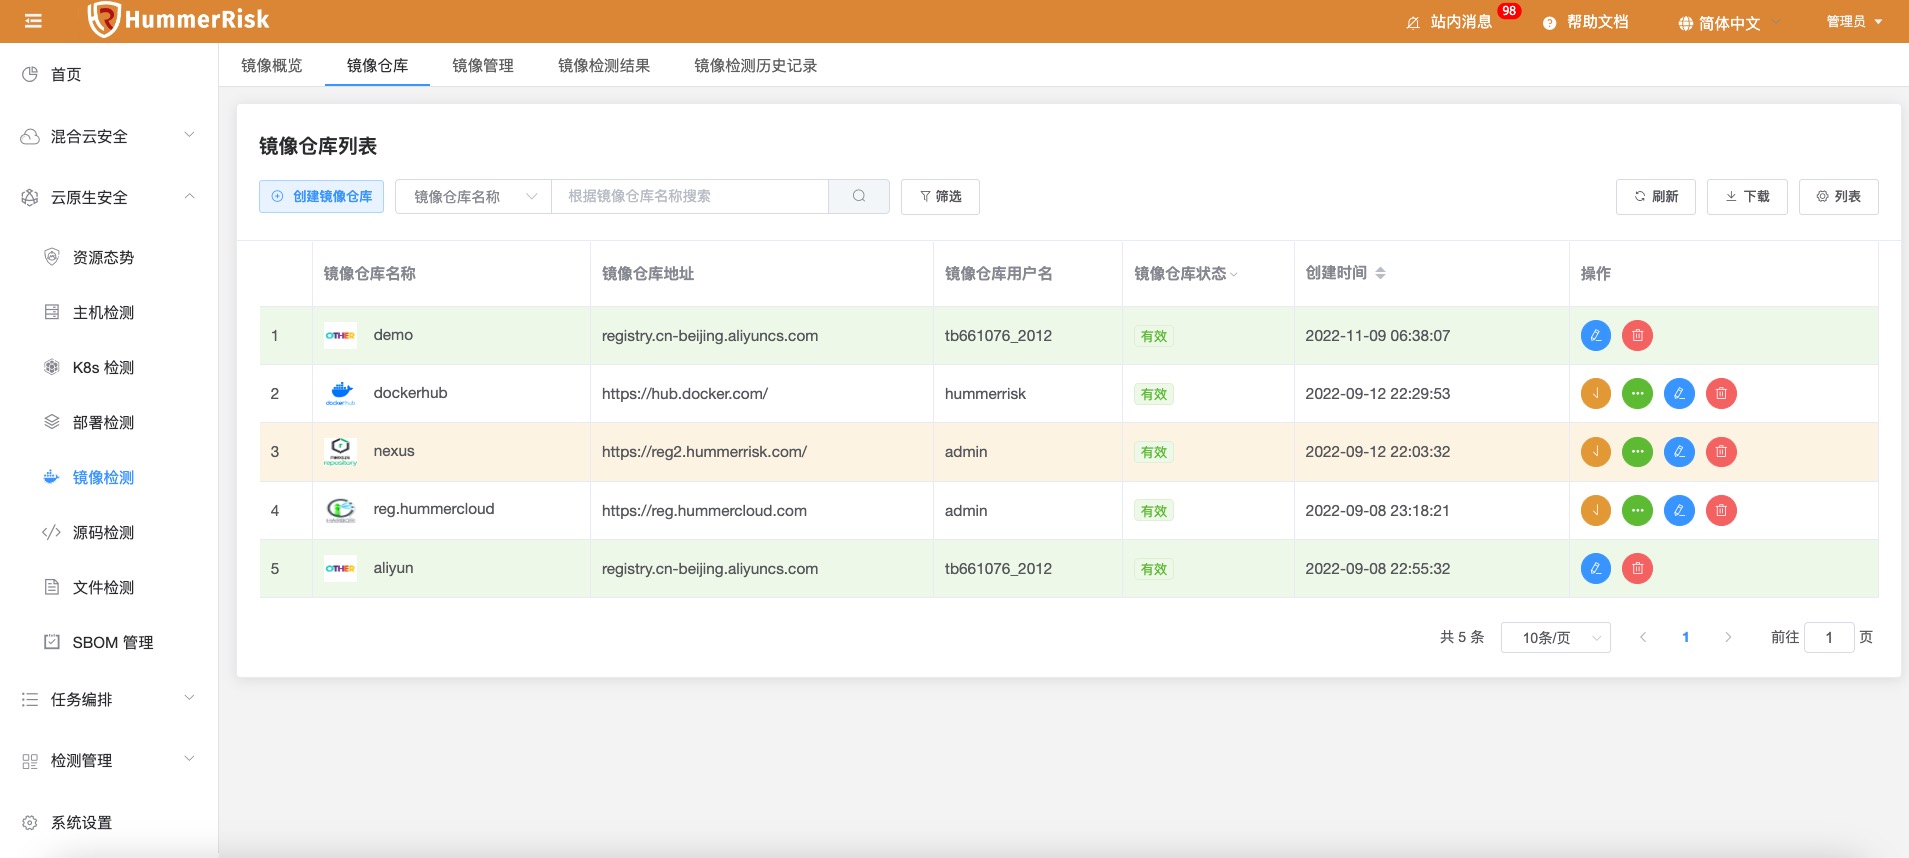 HummerRisk
站内消息 98 帮助文档 简体中文 管理员
首页
混合云安全
云原生安全
资源态势
主机检测
K8s 检测
部署检测
镜像检测
源码检测
文件检测
SBOM 管理
任务编排
检测管理
系统设置
镜像概览 镜像仓库 镜像管理 镜像检测结果 镜像检测历史记录
镜像仓库列表
创建镜像仓库 镜像仓库名称 根据镜像仓库名称搜索 筛选 刷新 下载 列表
镜像仓库名称 镜像仓库地址 镜像仓库用户名 镜像仓库状态 创建时间 操作
1 OTHER demo registry.cn-beijing.aliyuncs.com tb661076_2012 有效 2022-11-09 06:38:07
2 dockerhub dockerhub https://hub.docker.com/ hummerrisk 有效 2022-09-12 22:29:53
3 repository nexus https://reg2.hummerrisk.com/ admin 有效 2022-09-12 22:03:32
4 reg.hummercloud https://reg.hummercloud.com admin 有效 2022-09-08 23:18:21
5 OTHER aliyun registry.cn-beijing.aliyuncs.com tb661076_2012 有效 2022-09-08 22:55:32
共 5 条 10条/页 1 前往 1 页